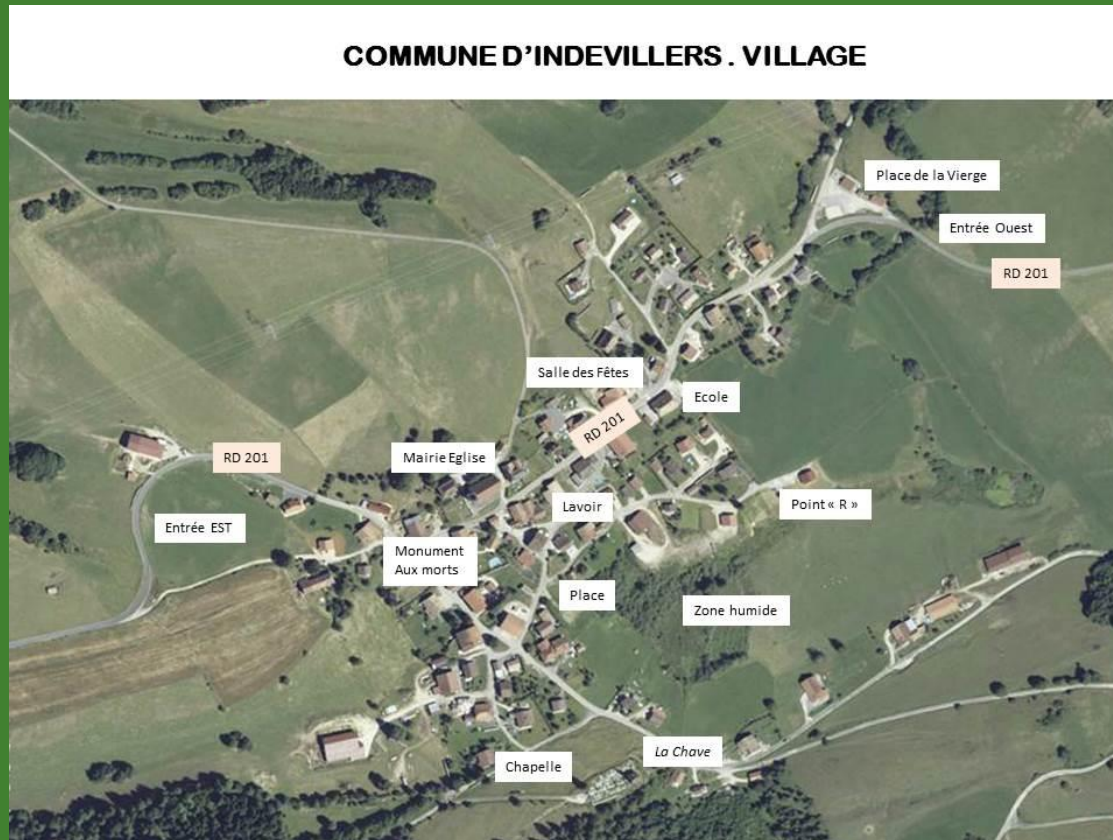 COMMUNE D'INDEVILLERS . VILLAGE
Place de la Vierge
Entrée Ouest
RD 201
Salle des Fêtes
Ecole
RD 201
Mairie Eglise
RD 201
Lavoir
Point « R »
Entrée EST
Monument
Aux morts
Place
Zone humide
La Chave
Chapelle